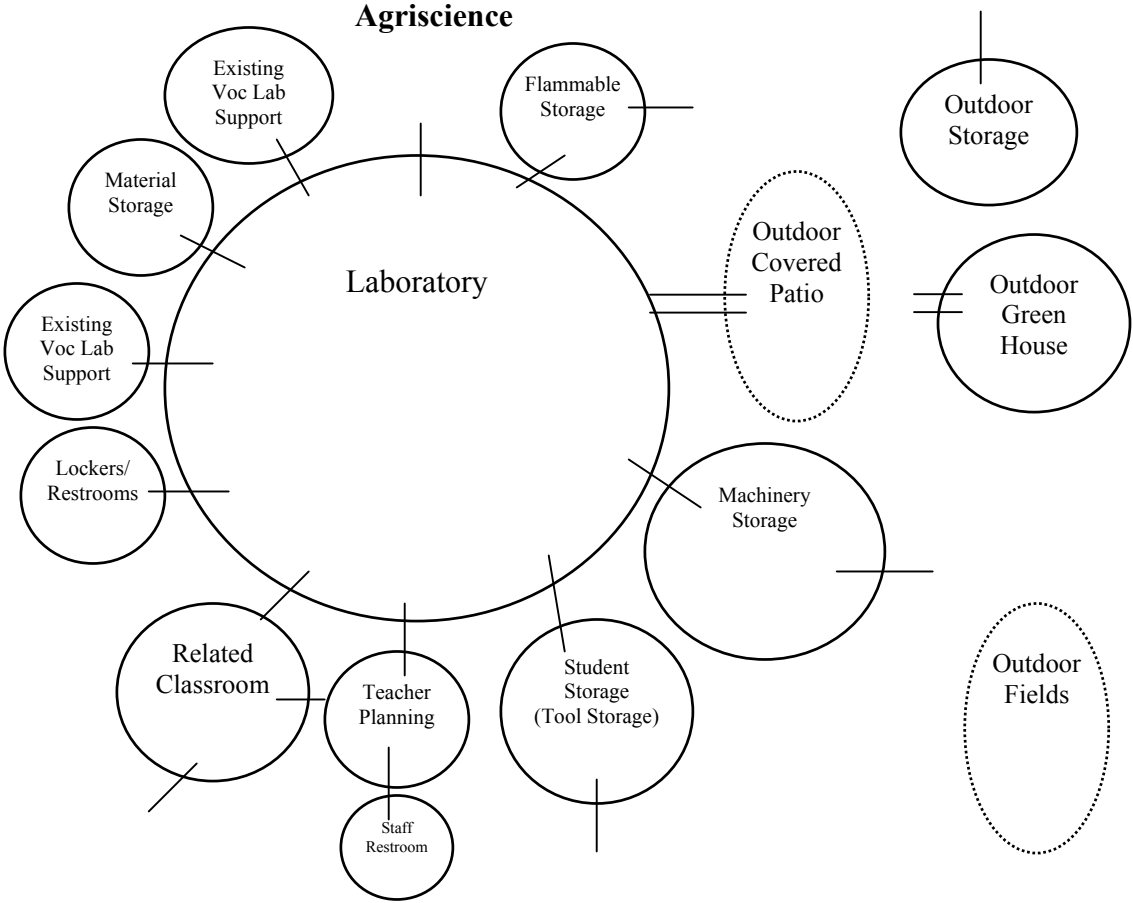 Agriscience
Existing
Voc Lab
Support
Flammable
Storage
Outdoor
Storage
Material
Storage
Outdoor
Covered
Patio
Laboratory
Outdoor
Green
House
Existing
Voc Lab
Support
Lockers/
Restrooms
Machinery
Storage
Related
Classroom
Teacher
Planning
Student
Storage
(Tool Storage)
Outdoor
Fields
Staff
Restroom